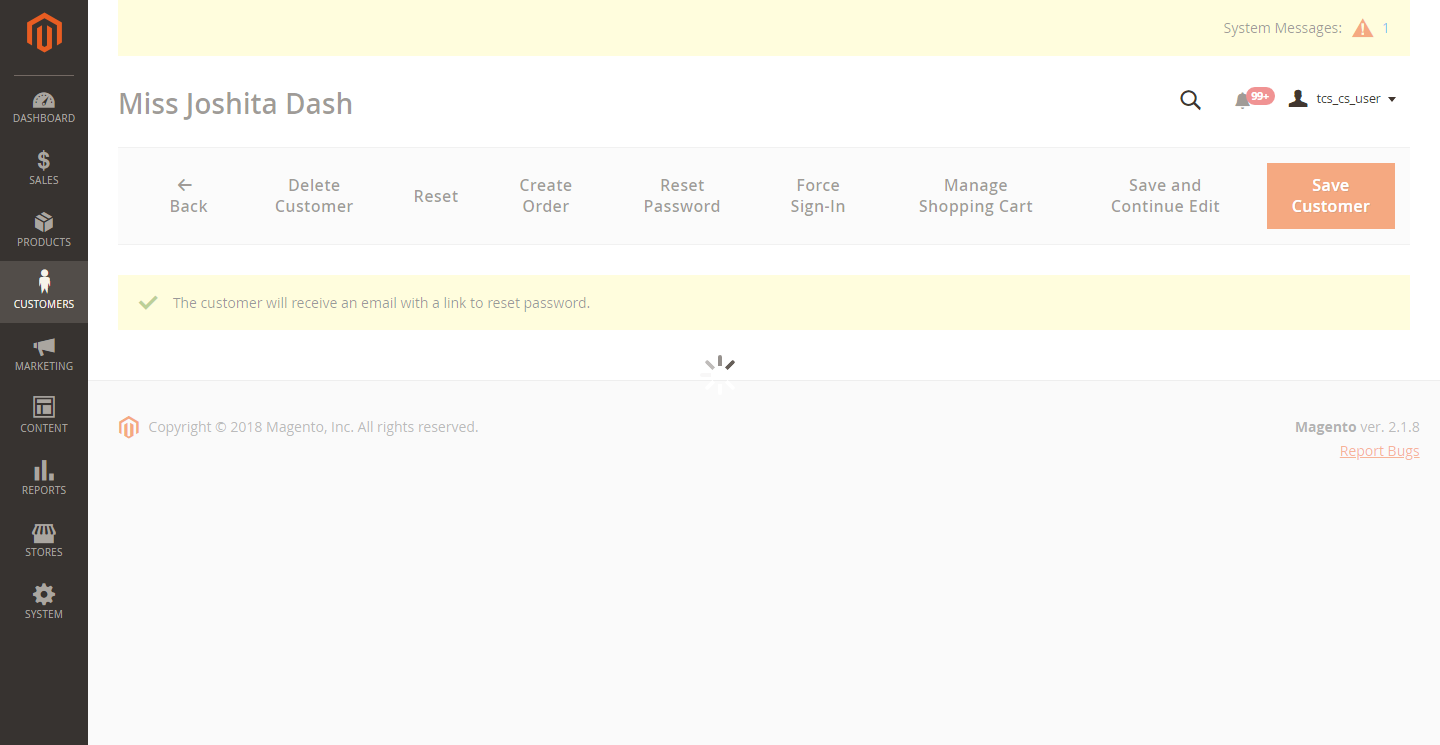 System Messages: 1
Miss Joshita Dash
99+
tcs_cs_user
Back
Delete
Customer
Reset
Create
Order
Reset
Password
Force
Sign-In
Manage
Shopping Cart
Save and
Continue Edit
Save
Customer
The customer will receive an email with a link to reset password.
DASHBOARD
SALES
PRODUCTS
CUSTOMERS
MARKETING
CONTENT
REPORTS
STORES
SYSTEM
Copyright © 2018 Magento, Inc. All rights reserved.
Magento ver. 2.1.8
Report Bugs